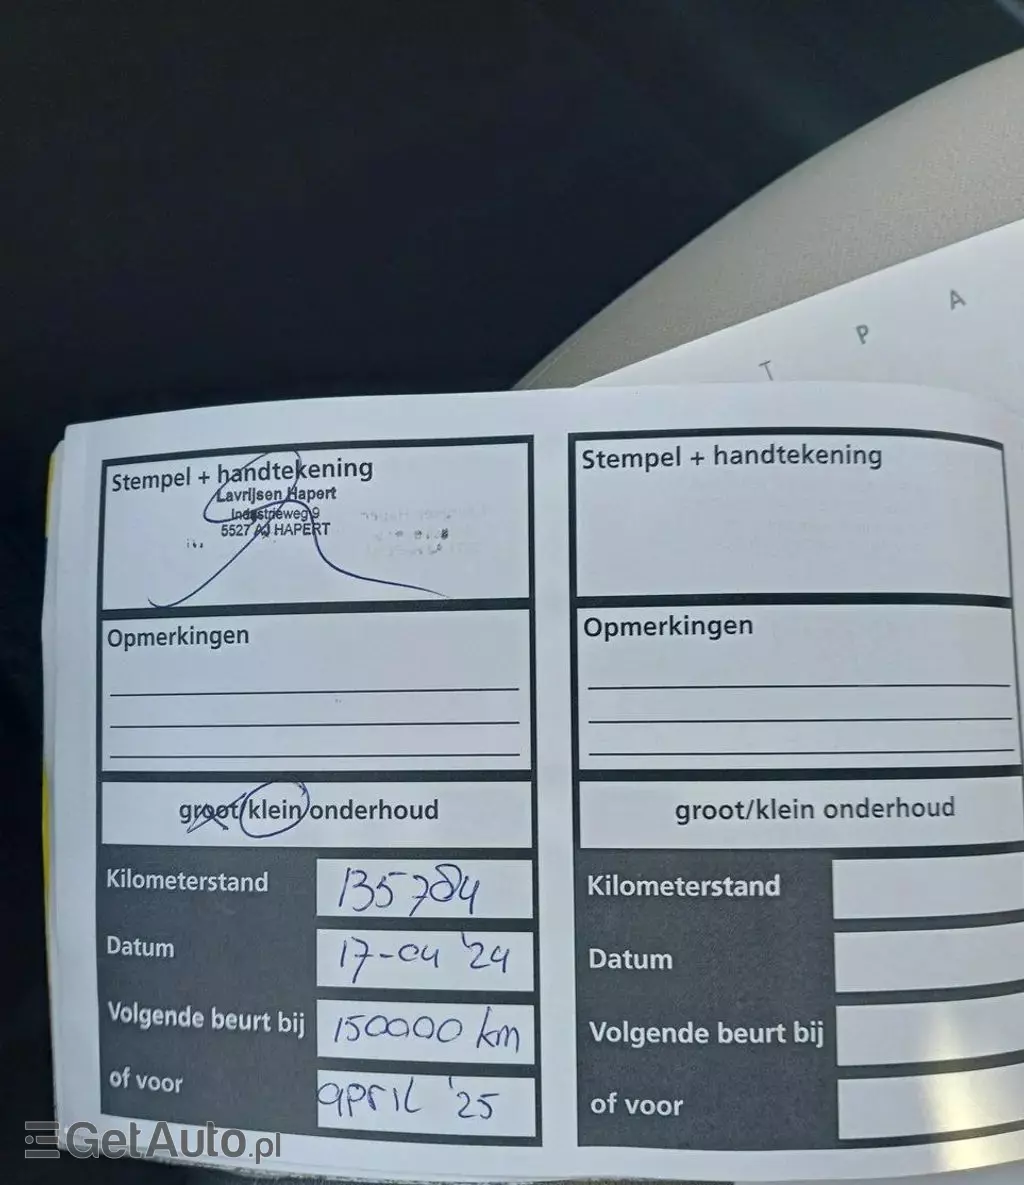 T P A
Stempel + handtekening
Lavrijsen Hapert
Industrieweg 9
5527 AJ HAPERT
Opmerkingen
groot/klein onderhoud
Kilometerstand 135784
Datum 17-04 '24
Volgende beurt bij 150000 km
of voor april '25
Stempel + handtekening
Opmerkingen
groot/klein onderhoud
Kilometerstand
Datum
Volgende beurt bij
of voor
GetAuto.pl